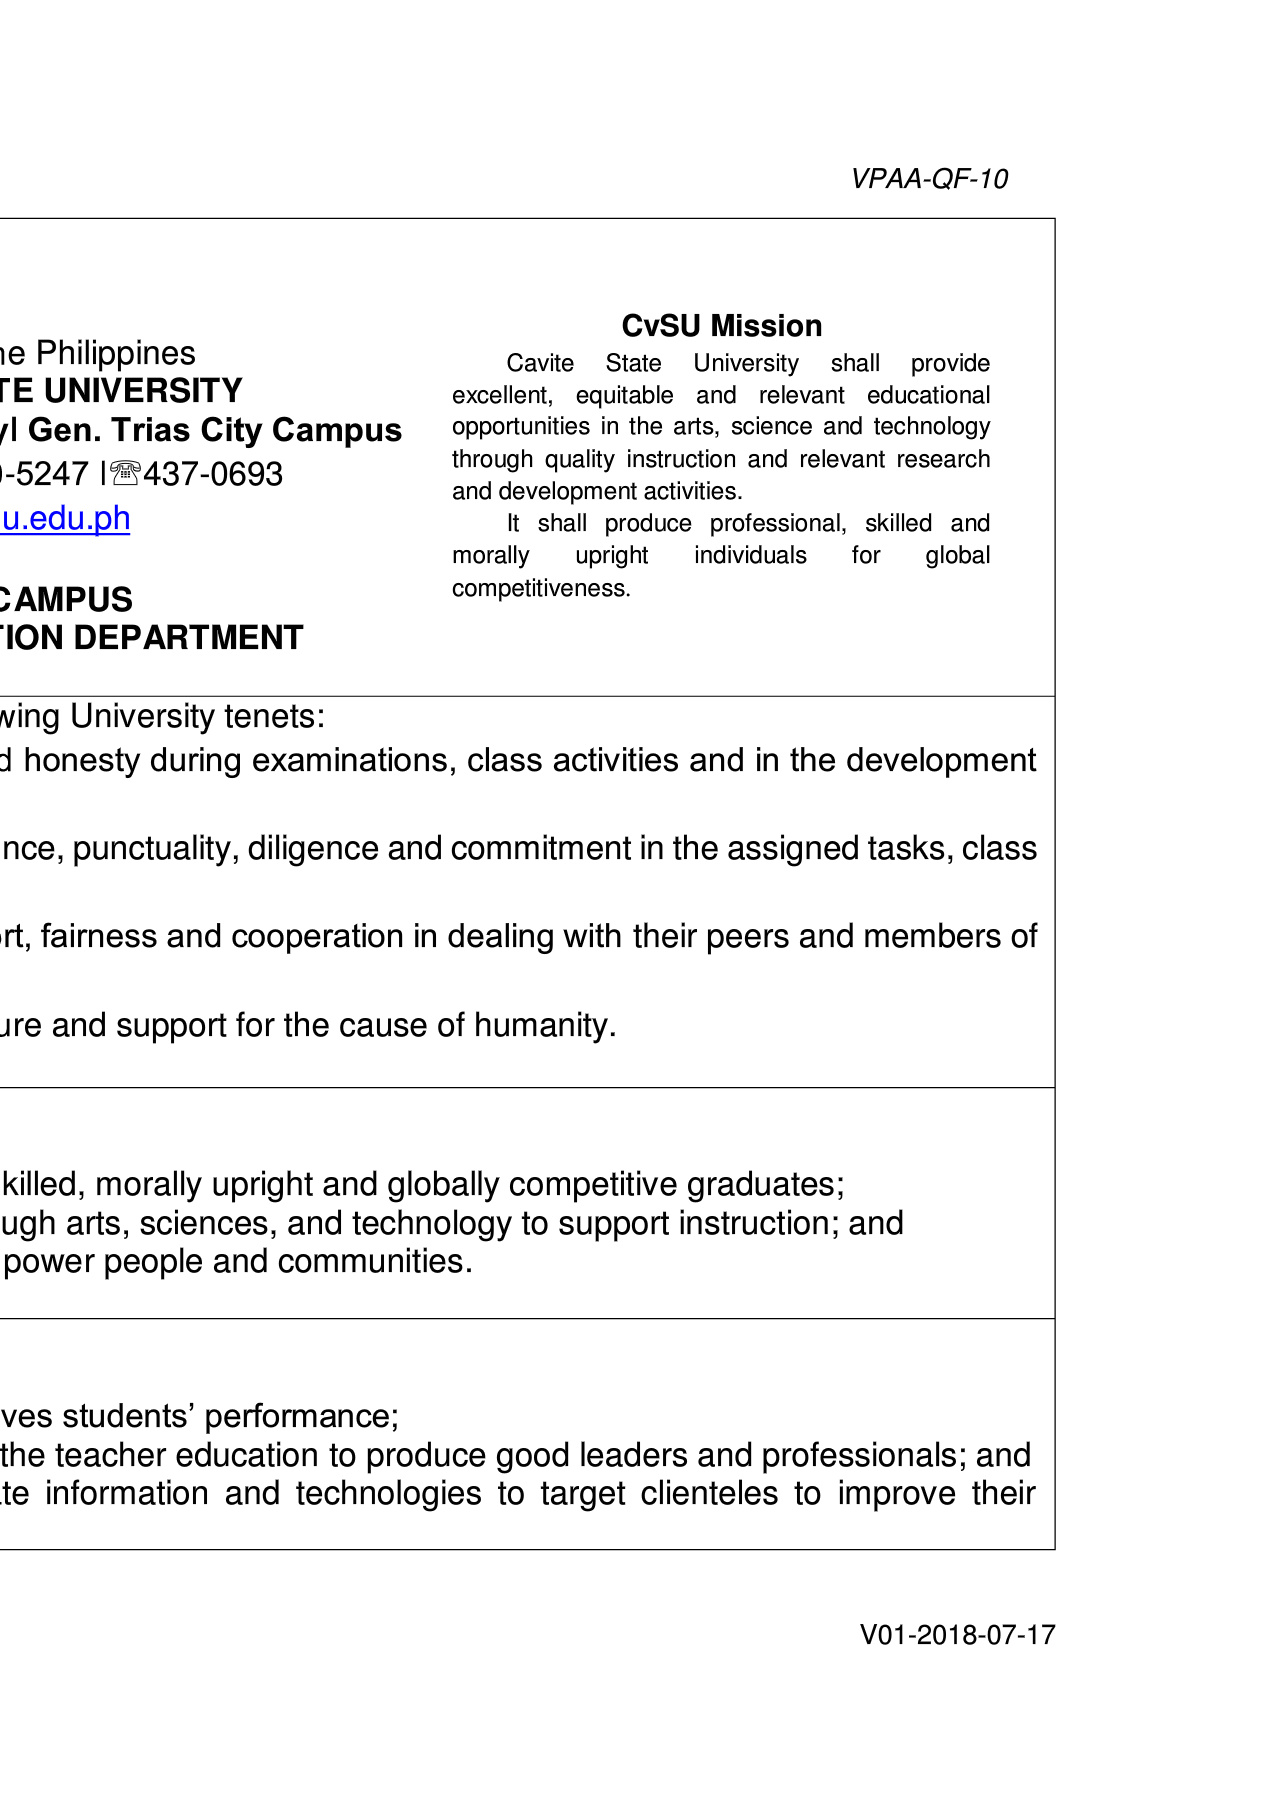 VPAA-QF-10
he Philippines
TE UNIVERSITY
yl Gen. Trias City Campus
-5247 l☏437-0693
u.edu.ph
CAMPUS
TION DEPARTMENT
CvSU Mission
Cavite State University shall provide
excellent, equitable and relevant educational
opportunities in the arts, science and technology
through quality instruction and relevant research
and development activities.
It shall produce professional, skilled and
morally upright individuals for global
competitiveness.
wing University tenets:
d honesty during examinations, class activities and in the development
nce, punctuality, diligence and commitment in the assigned tasks, class
ort, fairness and cooperation in dealing with their peers and members of
ure and support for the cause of humanity.
killed, morally upright and globally competitive graduates;
ugh arts, sciences, and technology to support instruction; and
power people and communities.
ves students’ performance;
the teacher education to produce good leaders and professionals; and
te information and technologies to target clienteles to improve their
V01-2018-07-17